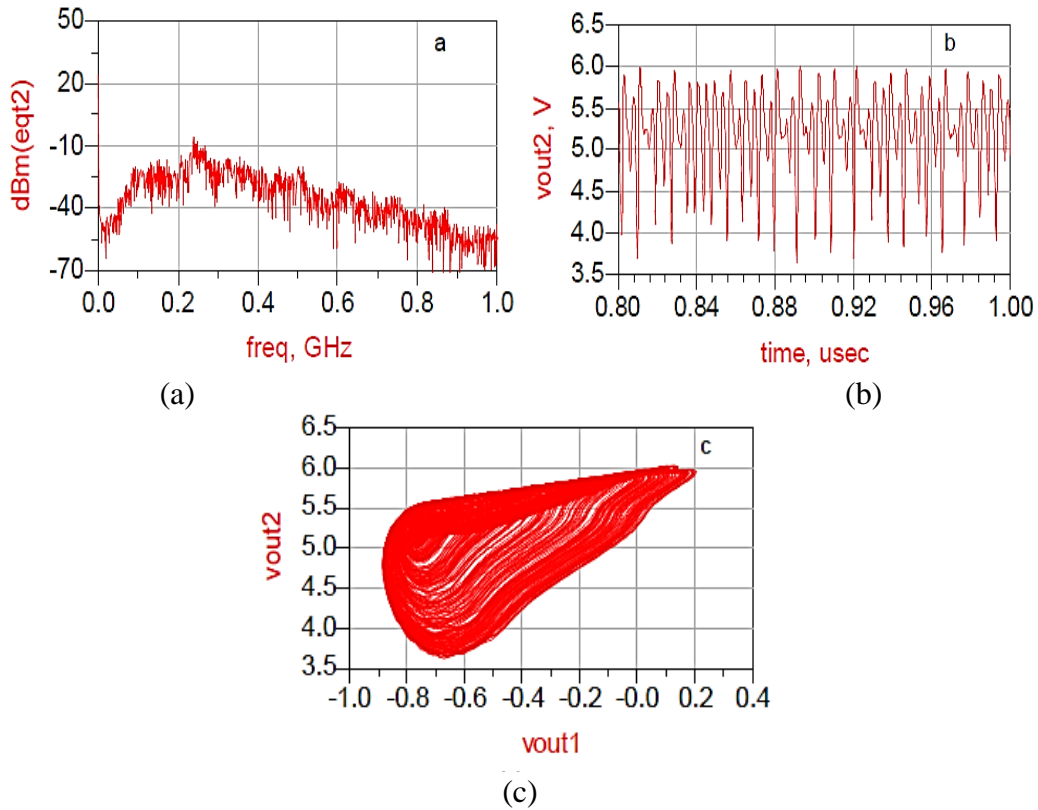 a
dBm(eqt2)
50
20
-10
-40
-70
0.0 0.2 0.4 0.6 0.8 1.0
freq, GHz
(a)
b
vout2, V
6.5
6.0
5.5
5.0
4.5
4.0
3.5
0.80 0.84 0.88 0.92 0.96 1.00
time, usec
(b)
c
vout2
6.5
6.0
5.5
5.0
4.5
4.0
3.5
-1.0 -0.8 -0.6 -0.4 -0.2 -0.0 0.2 0.4
vout1
(c)